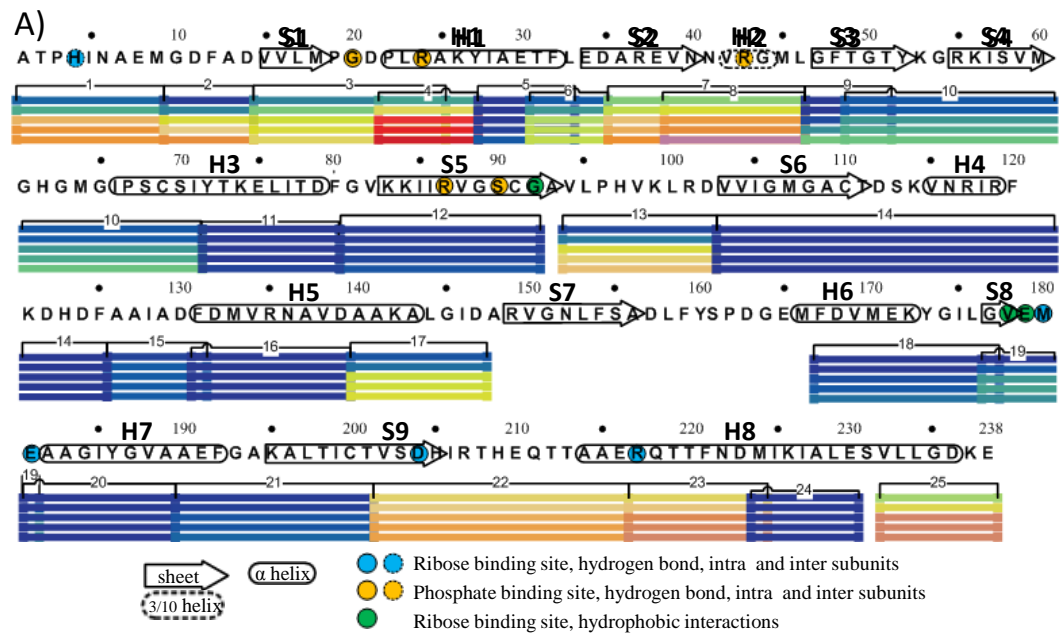 A)
S1 H1 S2 H2 S3 S4
10 20 30 40 50 60
A T P H I N A E M G D F A D V V L M P G D P L R A K Y I A E T F L E D A R E V N N V R G M L G F T G T Y K G R K I S V M
1 2 3 4 5 6 7 8 9 10
H3 S5 S6 H4
70 80 90 100 110 120
G H G M G I P S C S I Y T K E L I T D F G V K K I I R V G S C G A V L P H V K L R D V V I G M G A C T D S K V N R I R F
10 11 12 13 14
H5 S7 H6 S8
130 140 150 160 170 180
K D H D F A A I A D F D M V R N A V D A A K A L G I D A R V G N L F S A D L F Y S P D G E M F D V M E K Y G I L G V E M
14 15 16 17 18 19
H7 S9 H8
190 200 210 220 230 238
E A A G I Y G V A A E F G A K A L T I C T V S D H I R T H E Q T T A A E R Q T T F N D M I K I A L E S V L L G D K E
19 20 21 22 23 24 25
sheet α helix
3/10 helix
Ribose binding site, hydrogen bond, intra and inter subunits
Phosphate binding site, hydrogen bond, intra and inter subunits
Ribose binding site, hydrophobic interactions